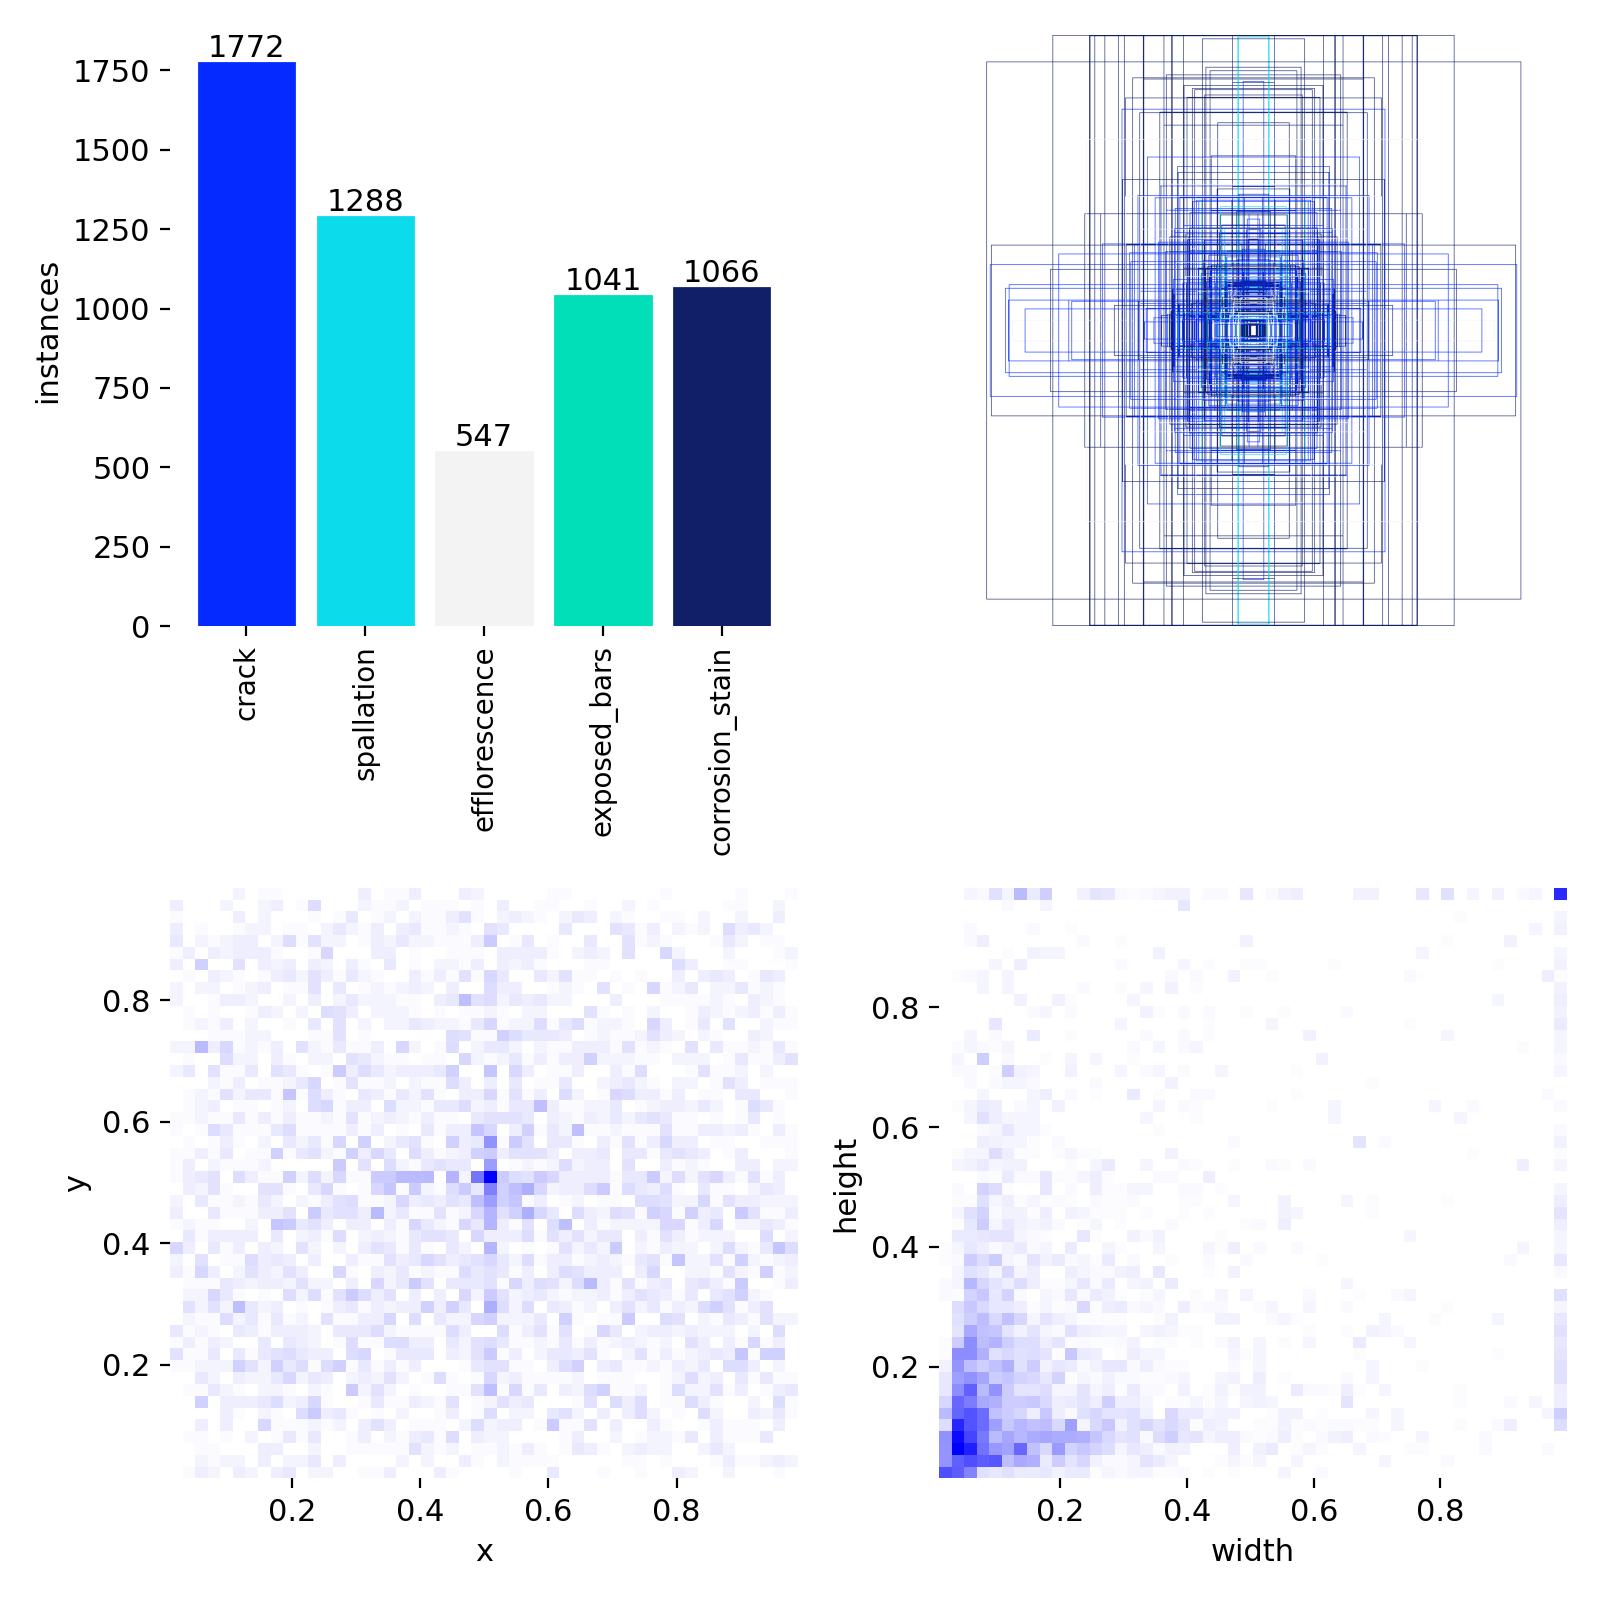 instances
1750
1500
1250
1000
750
500
250
0
1772
1288
547
1041
1066
crack
spallation
efflorescence
exposed_bars
corrosion_stain
y
0.8
0.6
0.4
0.2
0.2 0.4 0.6 0.8
x
height
0.8
0.6
0.4
0.2
0.2 0.4 0.6 0.8
width